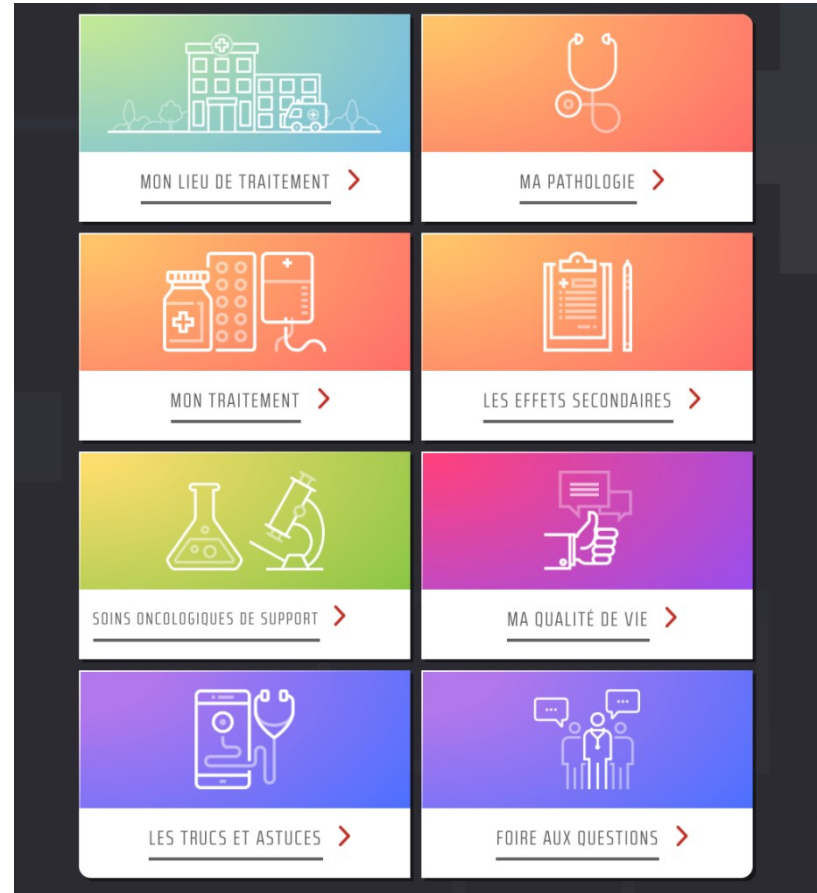 MON LIEU DE TRAITEMENT
MA PATHOLOGIE
MON TRAITEMENT
LES EFFETS SECONDAIRES
SOINS ONCOLOGIQUES DE SUPPORT
MA QUALITÉ DE VIE
LES TRUCS ET ASTUCES
FOIRE AUX QUESTIONS